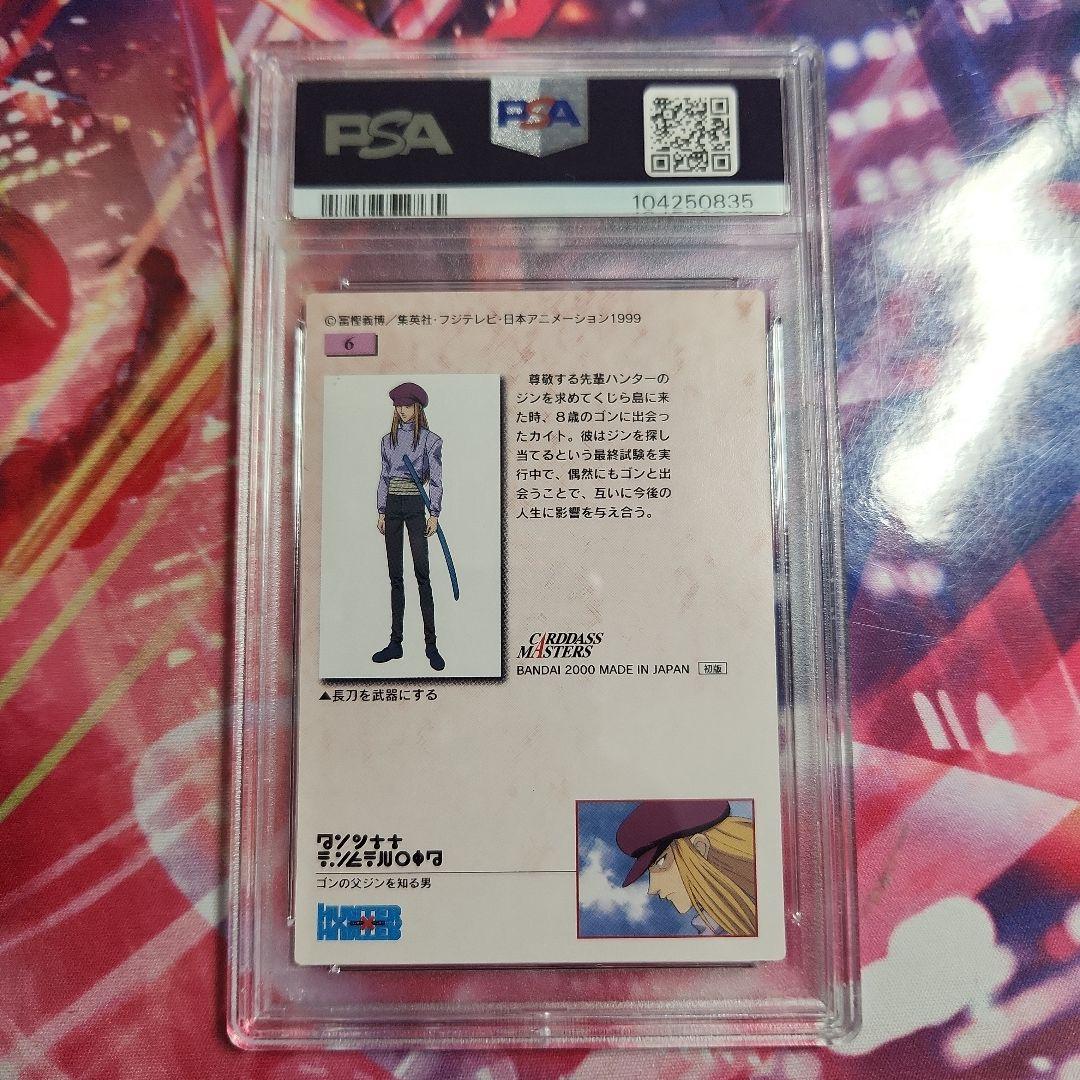 PSA
PSA
104250835
©冨樫義博/集英社・フジテレビ・日本アニメーション1999
6
尊敬する先輩ハンターの
ジンを求めてくじら島に来
た時、8歳のゴンに出会っ
たカイト。彼はジンを探し
当てるという最終試験を実
行中で、偶然にもゴンと出
会うことで、互いに今後の
人生に影響を与え合う。
CARDDASS
MASTERS
BANDAI 2000 MADE IN JAPAN 初版
▲長刀を武器にする
ゴンの父ジンを知る男
HUNTER
HUNTER